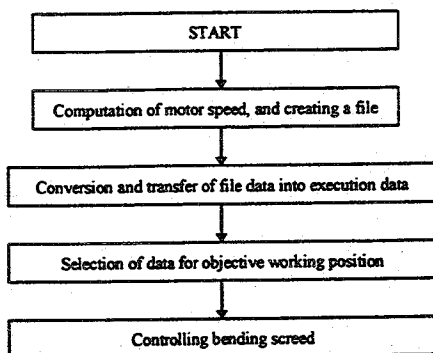 START
Computation of motor speed, and creating a file
Conversion and transfer of file data into execution data
Selection of data for objective working position
Controlling bending screed